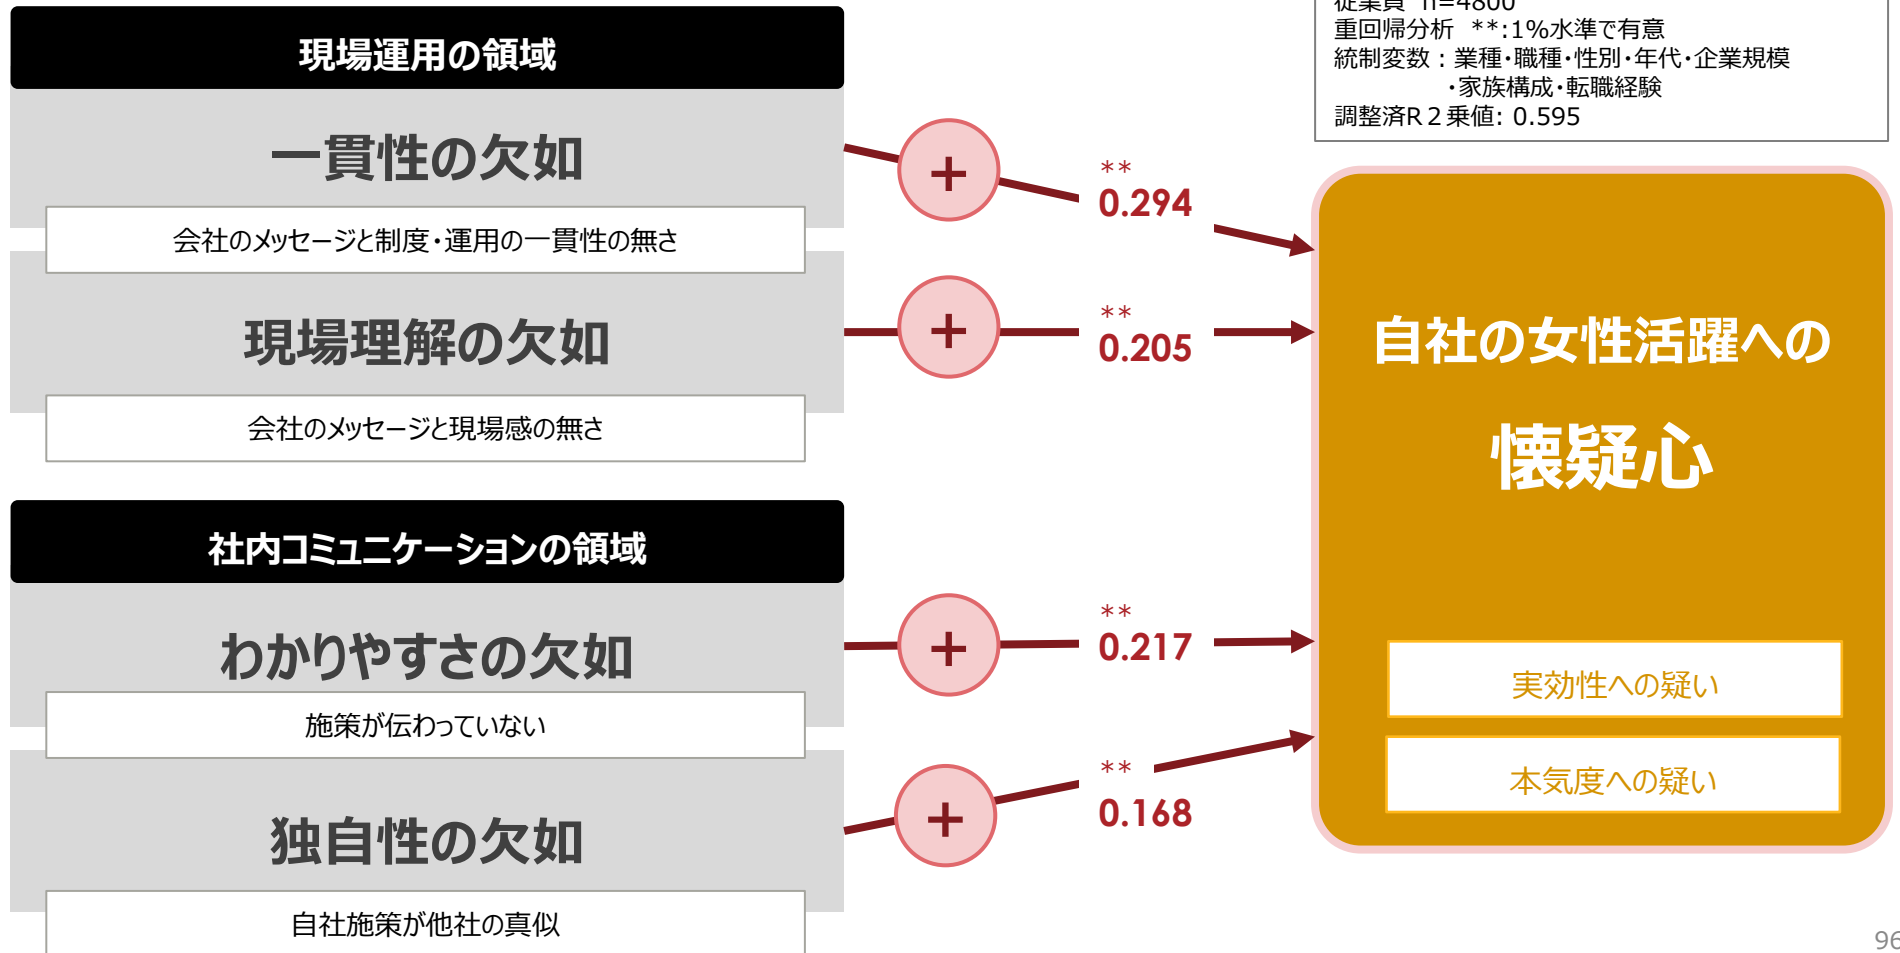 従業員 n=4800
重回帰分析 **:1%水準で有意
統制変数：業種・職種・性別・年代・企業規模
・家族構成・転職経験
調整済R２乗値: 0.595
現場運用の領域
一貫性の欠如
会社のメッセージと制度・運用の一貫性の無さ
現場理解の欠如
会社のメッセージと現場感の無さ
社内コミュニケーションの領域
わかりやすさの欠如
施策が伝わっていない
独自性の欠如
自社施策が他社の真似
+
**
0.294
+
**
0.205
+
**
0.217
+
**
0.168
自社の女性活躍への
懐疑心
実効性への疑い
本気度への疑い
96